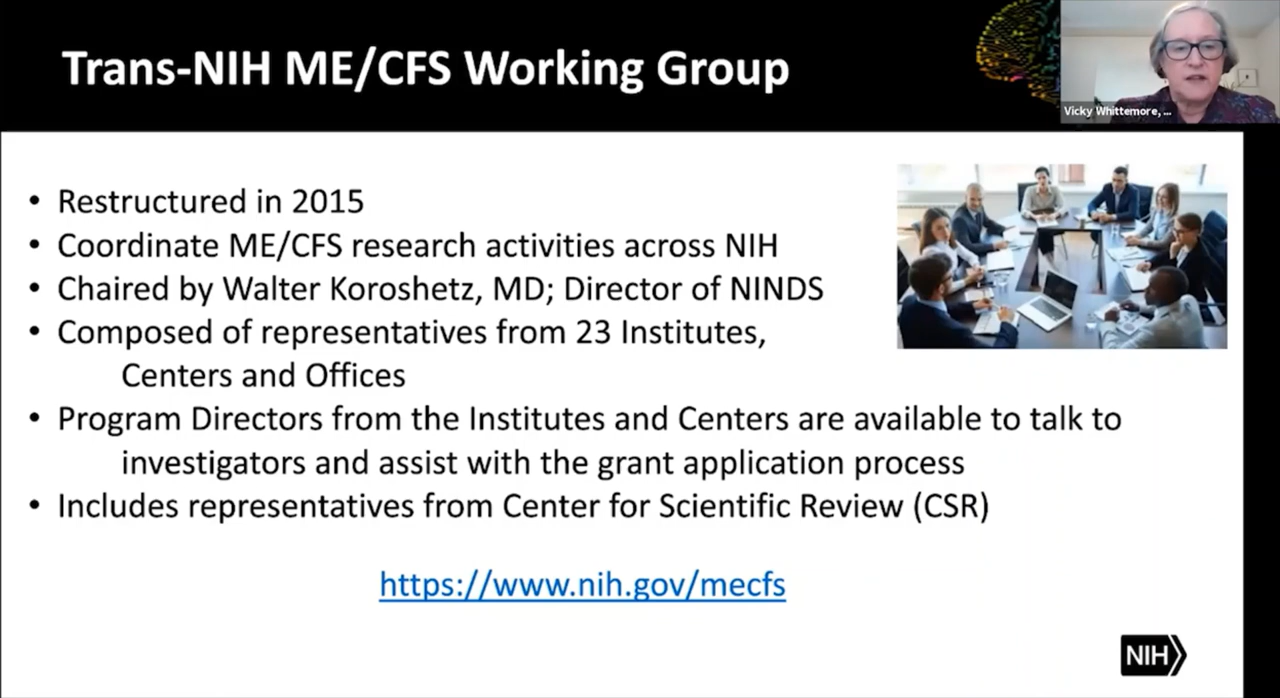 Trans-NIH ME/CFS Working Group
Vicky Whittemore, ...
• Restructured in 2015
• Coordinate ME/CFS research activities across NIH
• Chaired by Walter Koroshetz, MD; Director of NINDS
• Composed of representatives from 23 Institutes,
Centers and Offices
• Program Directors from the Institutes and Centers are available to talk to
investigators and assist with the grant application process
• Includes representatives from Center for Scientific Review (CSR)
https://www.nih.gov/mecfs
NIH